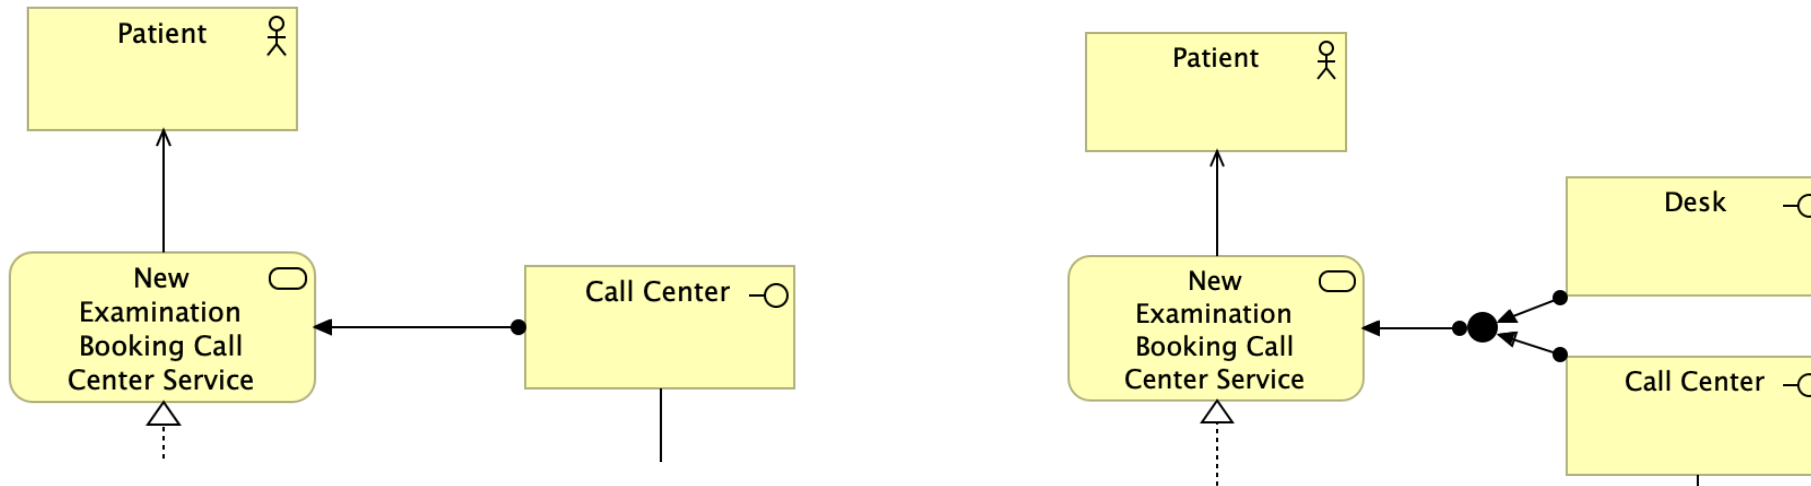 Patient
New
Examination
Booking Call
Center Service
Call Center
Patient
New
Examination
Booking Call
Center Service
Desk
Call Center